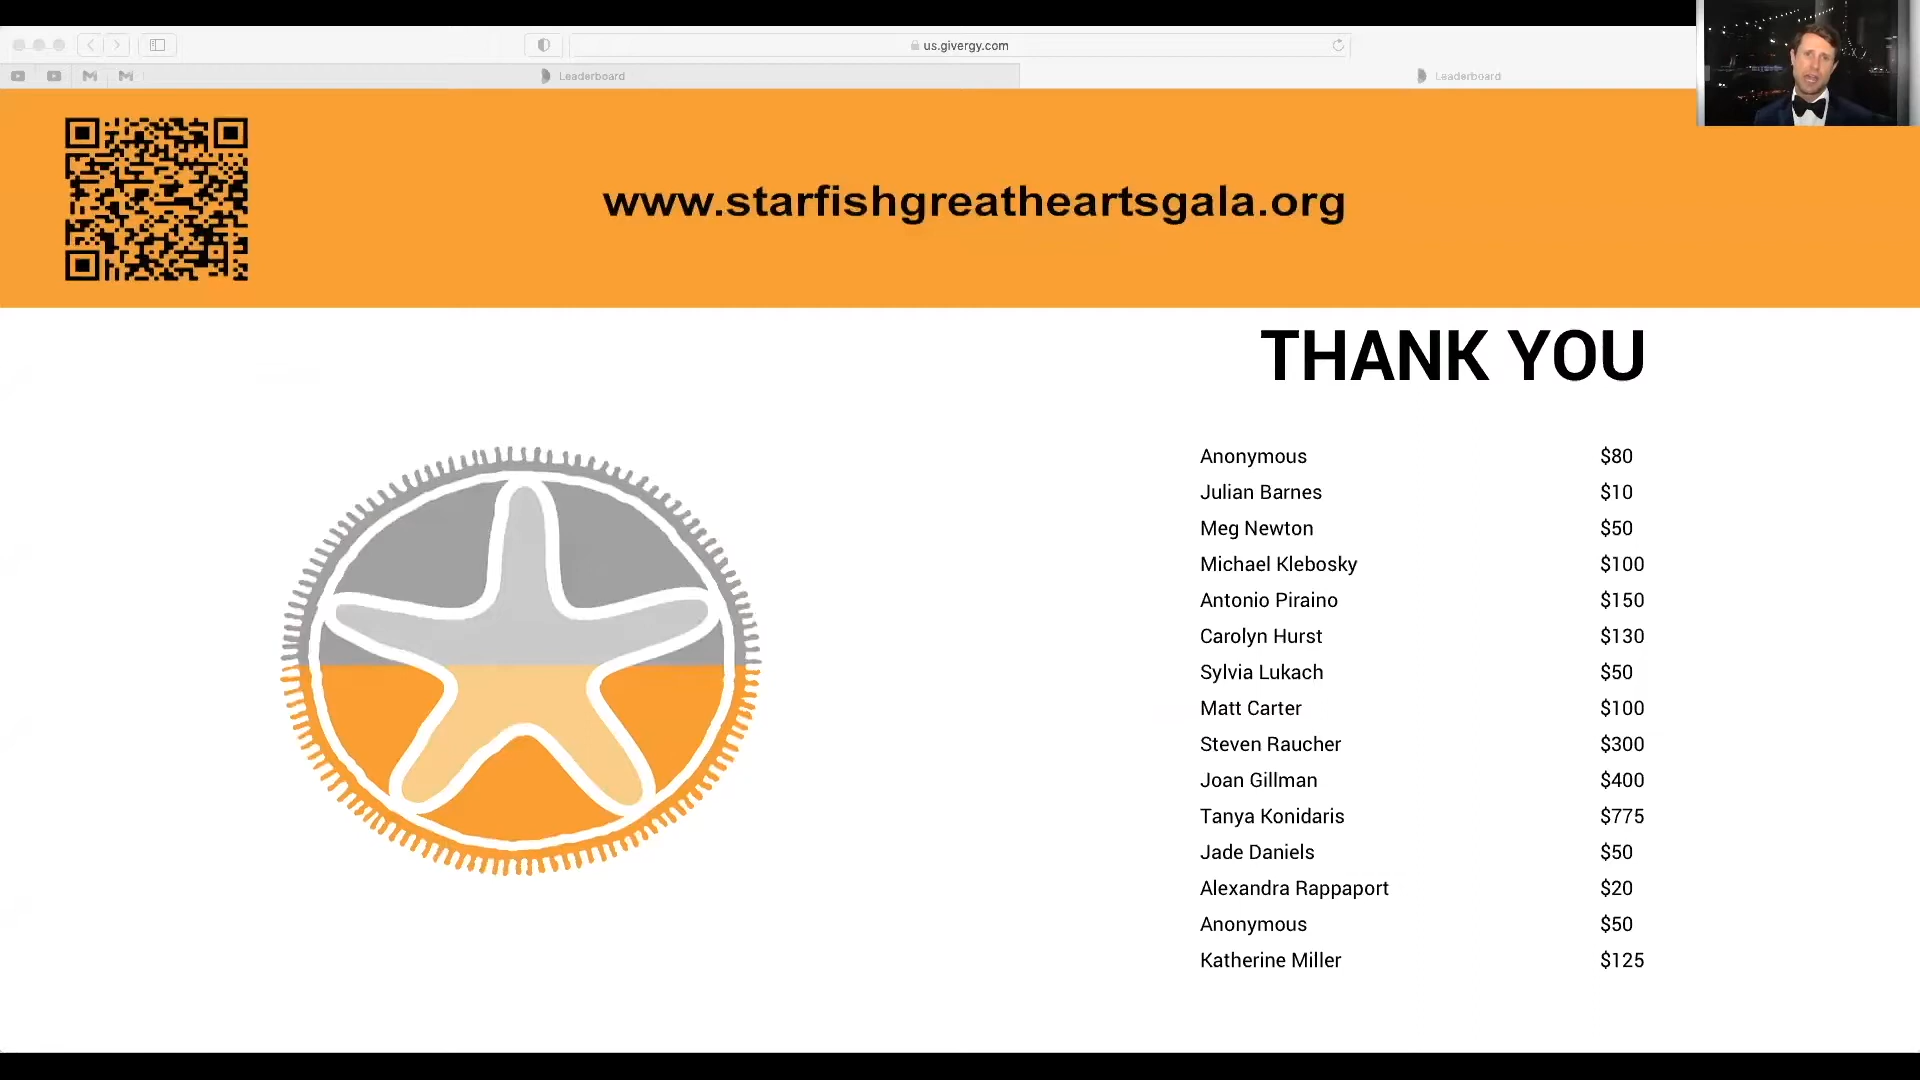 us.givergy.com
Leaderboard
Leaderboard
www.starfishgreatheartsgala.org
THANK YOU
Anonymous $80
Julian Barnes $10
Meg Newton $50
Michael Klebosky $100
Antonio Piraino $150
Carolyn Hurst $130
Sylvia Lukach $50
Matt Carter $100
Steven Raucher $300
Joan Gillman $400
Tanya Konidaris $775
Jade Daniels $50
Alexandra Rappaport $20
Anonymous $50
Katherine Miller $125